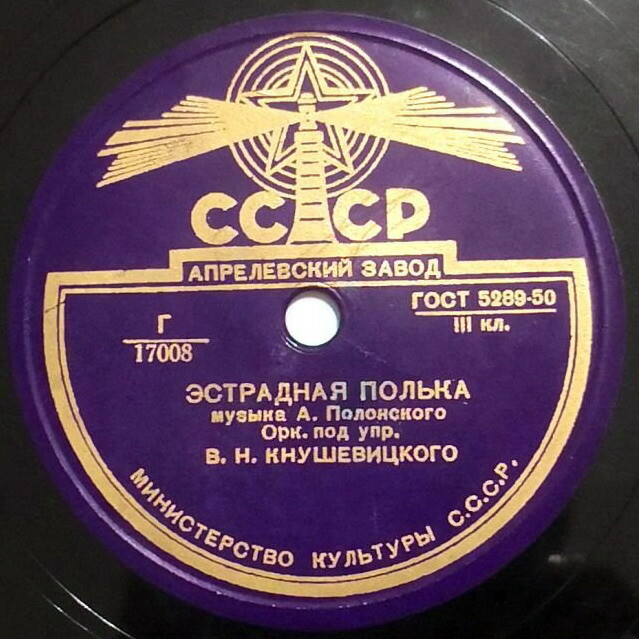 СССР
АПРЕЛЕВСКИЙ ЗАВОД
ГОСТ 5289-50
III кл.
Г
17008
ЭСТРАДНАЯ ПОЛЬКА
музыка А. Полонского
Орк. под упр.
В. Н. КНУШЕВИЦКОГО
МИНИСТЕРСТВО КУЛЬТУРЫ С.С.С.Р.